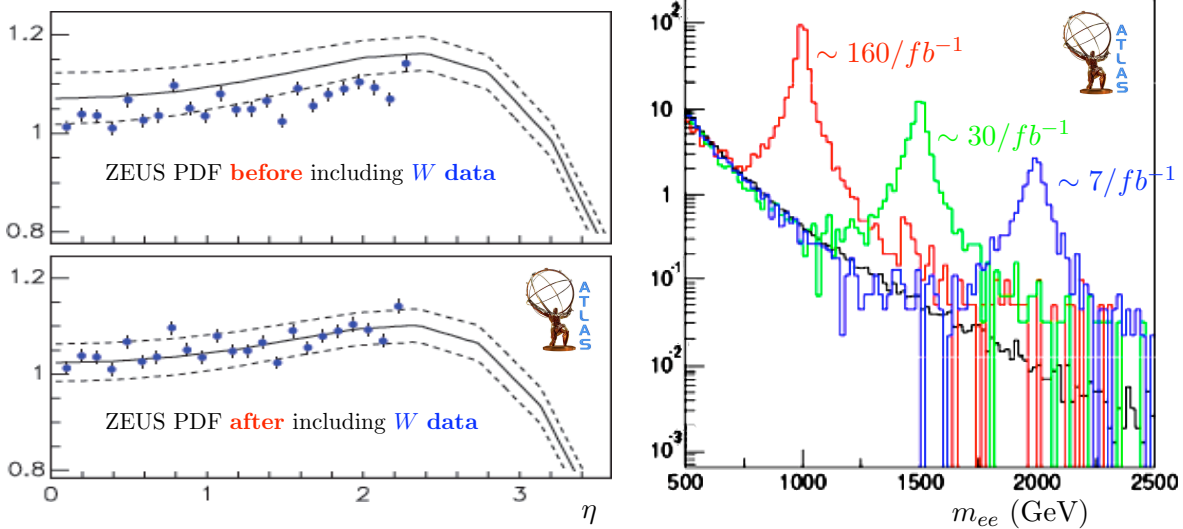 1.2
1
0.8
ZEUS PDF before including W data
1.2
1
0.8
ZEUS PDF after including W data
ATLAS
0 1 2 3 η
10²
10
1
10⁻¹
10⁻²
10⁻³
~ 160/fb⁻¹
~ 30/fb⁻¹
~ 7/fb⁻¹
ATLAS
500 1000 1500 2000 2500
m_ee (GeV)